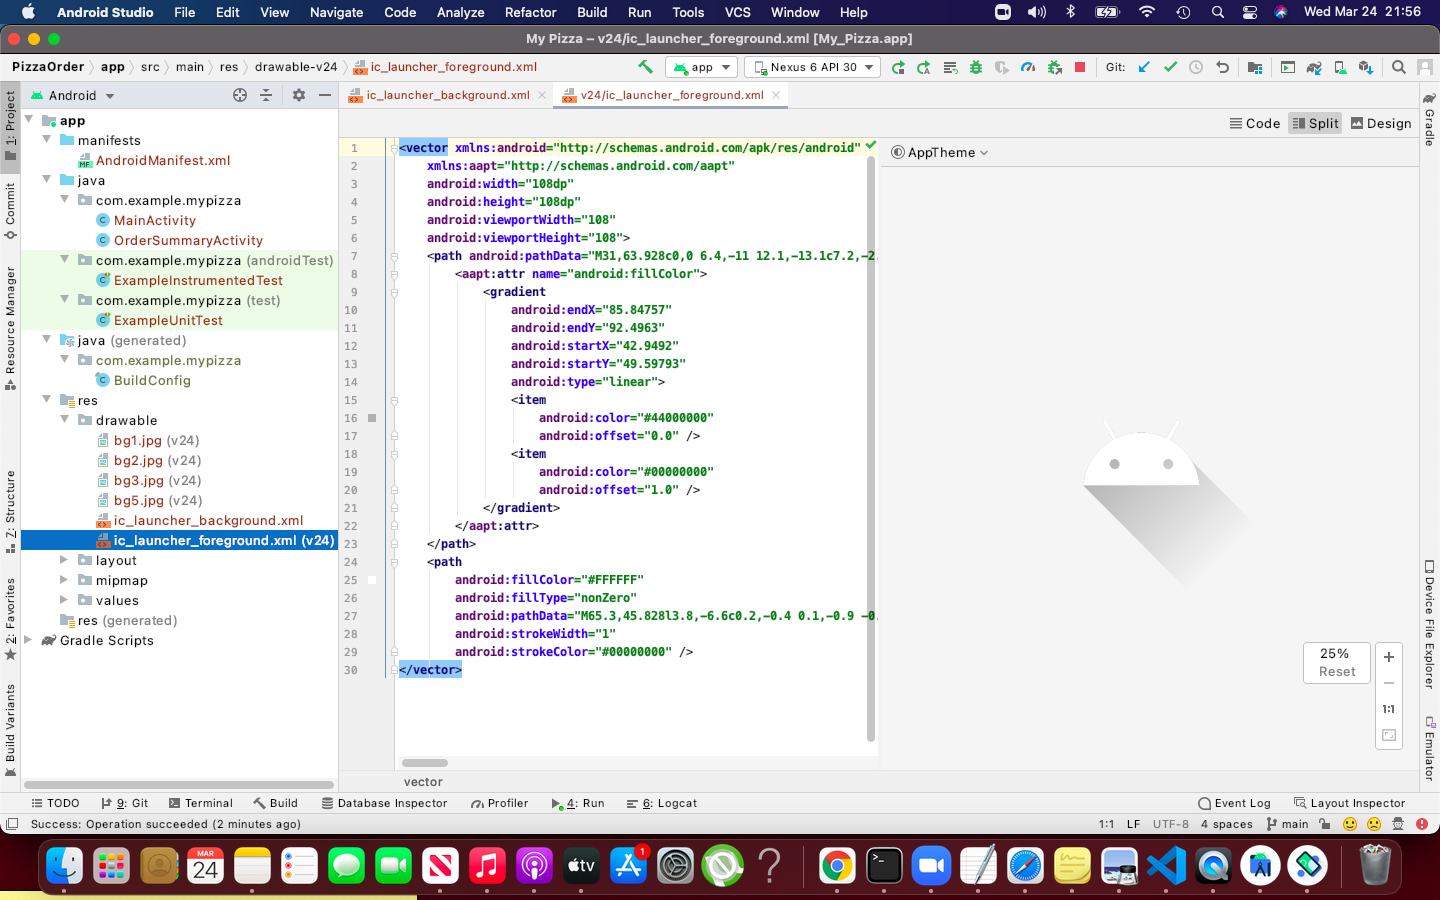 Android Studio File Edit View Navigate Code Analyze Refactor Build Run Tools VCS Window Help Wed Mar 24 21:56
My Pizza – v24/ic_launcher_foreground.xml [My_Pizza.app]
PizzaOrder app src main res drawable-v24 ic_launcher_foreground.xml app Nexus 6 API 30 Git:
Android ic_launcher_background.xml v24/ic_launcher_foreground.xml
Code Split Design
AppTheme
1: Project
Commit
Resource Manager
Z: Structure
2: Favorites
Build Variants
app
manifests
AndroidManifest.xml
java
com.example.mypizza
MainActivity
OrderSummaryActivity
com.example.mypizza (androidTest)
ExampleInstrumentedTest
com.example.mypizza (test)
ExampleUnitTest
java (generated)
com.example.mypizza
BuildConfig
res
drawable
bg1.jpg (v24)
bg2.jpg (v24)
bg3.jpg (v24)
bg5.jpg (v24)
ic_launcher_background.xml
ic_launcher_foreground.xml (v24)
layout
mipmap
values
res (generated)
Gradle Scripts
1 <vector xmlns:android="http://schemas.android.com/apk/res/android"
2 xmlns:aapt="http://schemas.android.com/aapt"
3 android:width="108dp"
4 android:height="108dp"
5 android:viewportWidth="108"
6 android:viewportHeight="108">
7 <path android:pathData="M31,63.928c0,0 6.4,-11 12.1,-13.1c7.2,-2.
8 <aapt:attr name="android:fillColor">
9 <gradient
10 android:endX="85.84757"
11 android:endY="92.4963"
12 android:startX="42.9492"
13 android:startY="49.59793"
14 android:type="linear">
15 <item
16 android:color="#44000000"
17 android:offset="0.0" />
18 <item
19 android:color="#00000000"
20 android:offset="1.0" />
21 </gradient>
22 </aapt:attr>
23 </path>
24 <path
25 android:fillColor="#FFFFFF"
26 android:fillType="nonZero"
27 android:pathData="M65.3,45.828l3.8,-6.6c0.2,-0.4 0.1,-0.9 -0
28 android:strokeWidth="1"
29 android:strokeColor="#00000000" />
30 </vector>
vector
25%
Reset
1:1
Gradle
Device File Explorer
Emulator
TODO 9: Git Terminal Build Database Inspector Profiler 4: Run 6: Logcat Event Log Layout Inspector
Success: Operation succeeded (2 minutes ago) 1:1 LF UTF-8 4 spaces main
MAR
24
tv
1